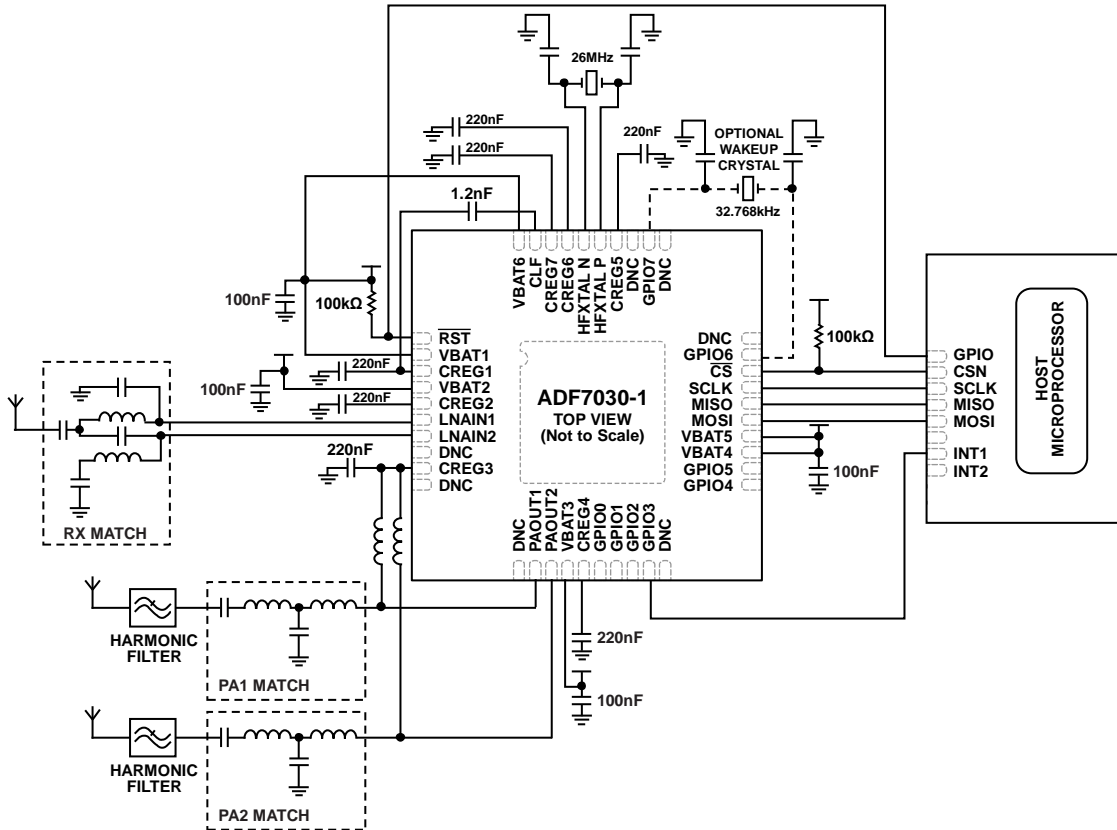 26MHz
220nF
220nF
220nF
OPTIONAL
WAKEUP
CRYSTAL
32.768kHz
1.2nF
VBAT6
CLF
CREG7
CREG6
HFXTAL N
HFXTAL P
CREG5
DNC
GPIO7
DNC
100nF
100kΩ
RST
VBAT1
CREG1
VBAT2
CREG2
LNAIN1
LNAIN2
DNC
CREG3
DNC
220nF
100nF
220nF
220nF
RX MATCH
ADF7030-1
TOP VIEW
(Not to Scale)
DNC
GPIO6
CS
SCLK
MISO
MOSI
VBAT5
VBAT4
GPIO5
GPIO4
100kΩ
100nF
GPIO
CSN
SCLK
MISO
MOSI
INT1
INT2
HOST
MICROPROCESSOR
DNC
PAOUT1
PAOUT2
VBAT3
CREG4
GPIO0
GPIO1
GPIO2
GPIO3
DNC
220nF
100nF
HARMONIC
FILTER
PA1 MATCH
HARMONIC
FILTER
PA2 MATCH